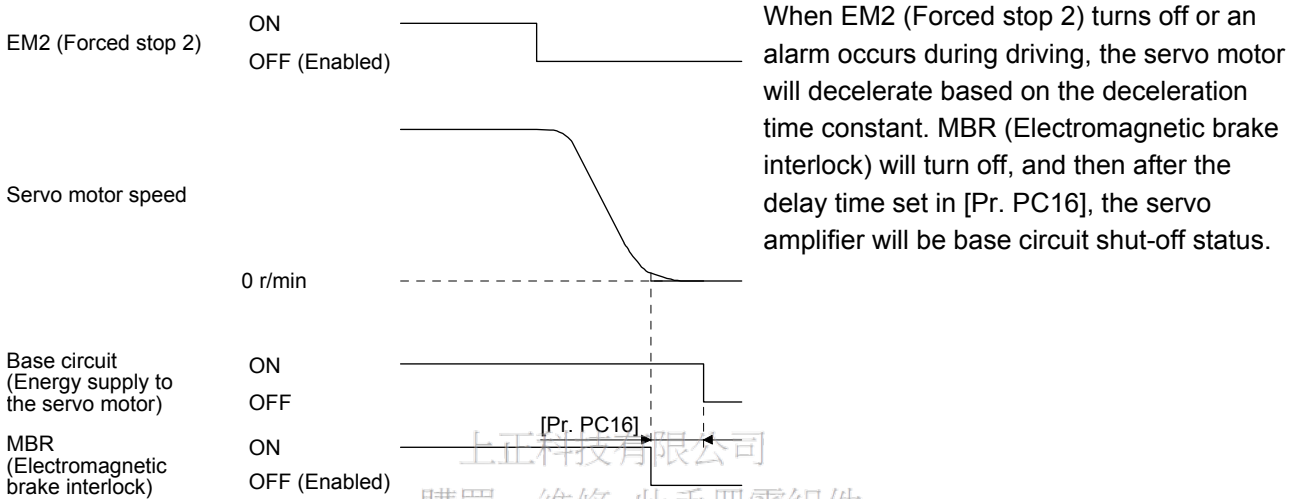 EM2 (Forced stop 2)
ON
OFF (Enabled)
When EM2 (Forced stop 2) turns off or an
alarm occurs during driving, the servo motor
will decelerate based on the deceleration
time constant. MBR (Electromagnetic brake
interlock) will turn off, and then after the
delay time set in [Pr. PC16], the servo
amplifier will be base circuit shut-off status.
Servo motor speed
0 r/min
Base circuit
(Energy supply to
the servo motor)
ON
OFF
[Pr. PC16]
MBR
(Electromagnetic
brake interlock)
ON
OFF (Enabled)
上正科技有限公司